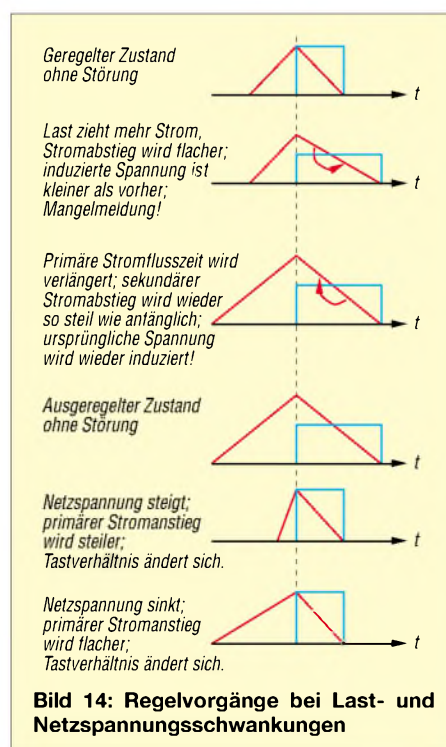 Geregelter Zustand
ohne Störung
t
Last zieht mehr Strom,
Stromabstieg wird flacher;
induzierte Spannung ist
kleiner als vorher;
Mangelmeldung!
t
Primäre Stromflusszeit wird
verlängert; sekundärer
Stromabstieg wird wieder
so steil wie anfänglich;
ursprüngliche Spannung
wird wieder induziert!
t
Ausgeregelter Zustand
ohne Störung
t
Netzspannung steigt;
primärer Stromanstieg
wird steiler;
Tastverhältnis ändert sich.
t
Netzspannung sinkt;
primärer Stromanstieg
wird flacher;
Tastverhältnis ändert sich.
t
Bild 14: Regelvorgänge bei Last- und
Netzspannungsschwankungen